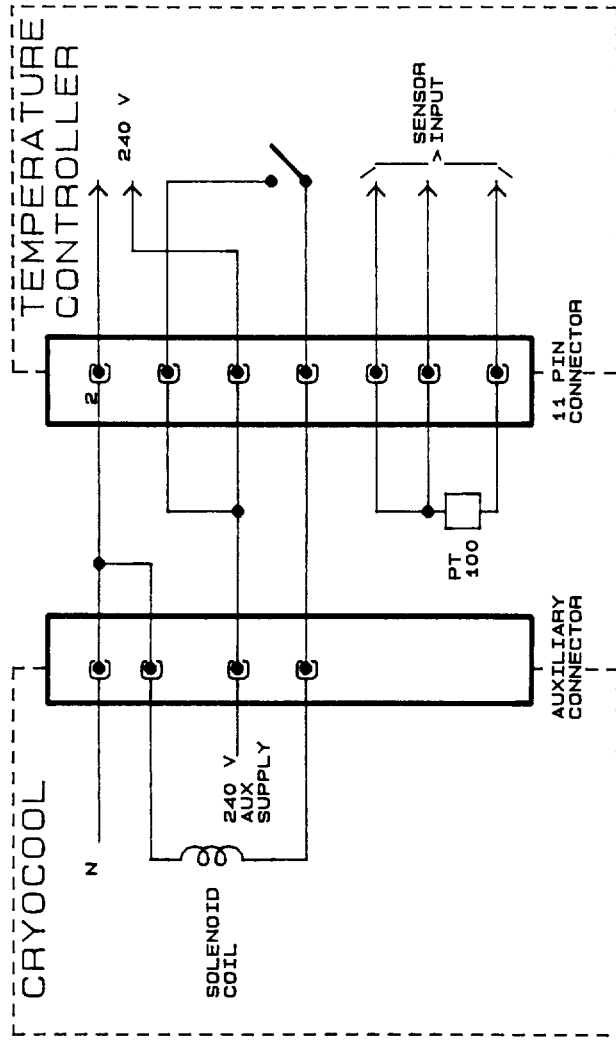 CRYOCOOL
TEMPERATURE
CONTROLLER
N
SOLENOID
COIL
240 V
AUX
SUPPLY
AUXILIARY
CONNECTOR
2
PT
100
11 PIN
CONNECTOR
240 V
SENSOR
INPUT